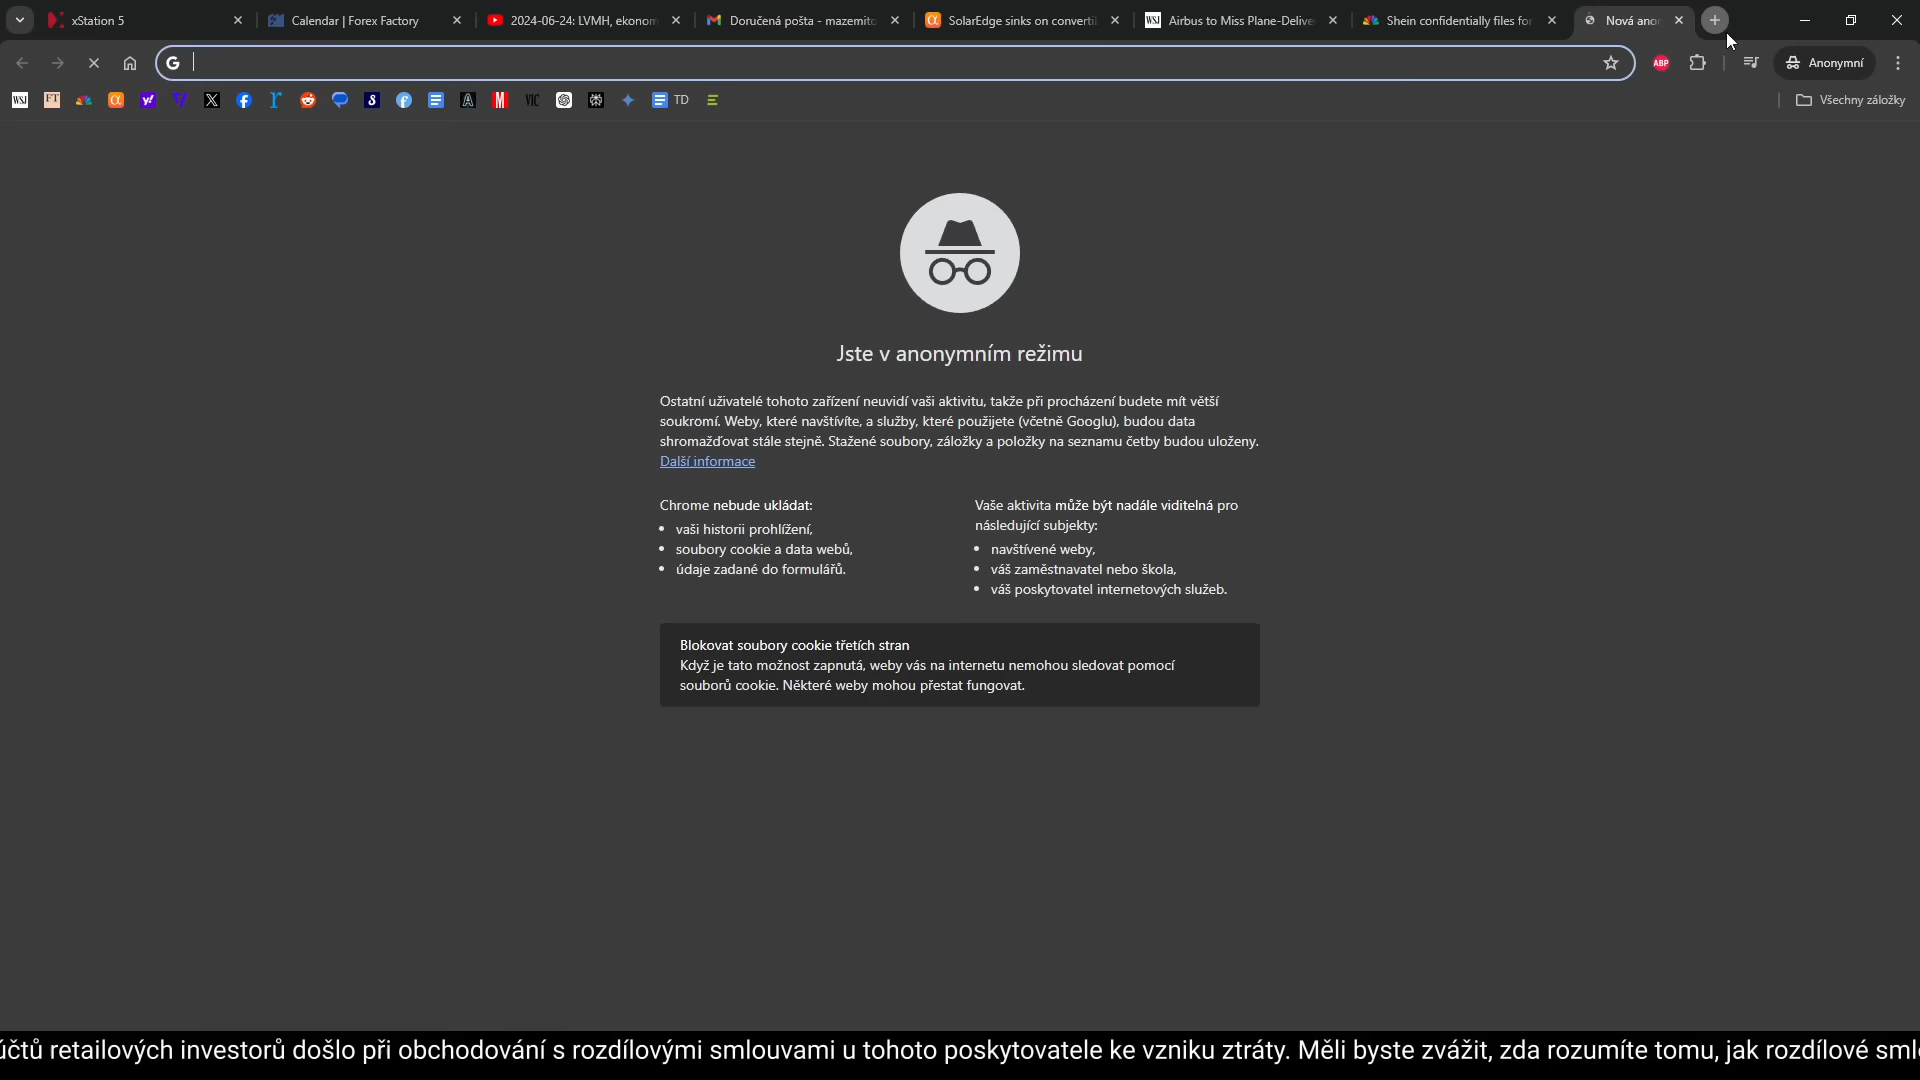 xStation 5
Calendar | Forex Factory
2024-06-24: LVMH, ekonom
Doručená pošta - mazemito
SolarEdge sinks on converti
Airbus to Miss Plane-Delive
Shein confidentially files for
Nová anor
ABP
Anonymní
WSJ
FT
VIC
TD
Všechny záložky
Jste v anonymním režimu
Ostatní uživatelé tohoto zařízení neuvidí vaši aktivitu, takže při procházení budete mít větší
soukromí. Weby, které navštívíte, a služby, které použijete (včetně Googlu), budou data
shromažďovat stále stejně. Stažené soubory, záložky a položky na seznamu četby budou uloženy.
Další informace
Chrome nebude ukládat:
vaši historii prohlížení,
soubory cookie a data webů,
údaje zadané do formulářů.
Vaše aktivita může být nadále viditelná pro
následující subjekty:
navštívené weby,
váš zaměstnavatel nebo škola,
váš poskytovatel internetových služeb.
Blokovat soubory cookie třetích stran
Když je tato možnost zapnutá, weby vás na internetu nemohou sledovat pomocí
souborů cookie. Některé weby mohou přestat fungovat.
účtů retailových investorů došlo při obchodování s rozdílovými smlouvami u tohoto poskytovatele ke vzniku ztráty. Měli byste zvážit, zda rozumíte tomu, jak rozdílové sml